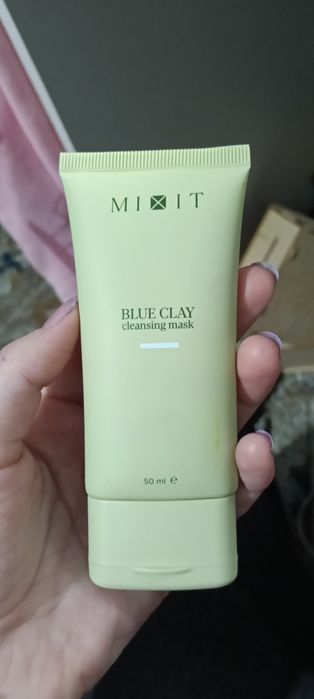 MIXIT
BLUE CLAY
cleansing mask
50 ml ℮